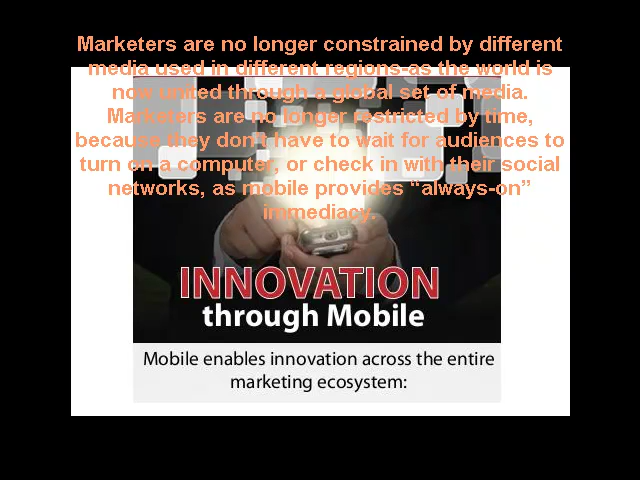 Marketers are no longer constrained by different
media used in different regions-as the world is
now united through a global set of media.
Marketers are no longer restricted by time,
because they don't have to wait for audiences to
turn on a computer, or check in with their social
networks, as mobile provides “always-on”
immediacy.
INNOVATION
through Mobile
Mobile enables innovation across the entire
marketing ecosystem: